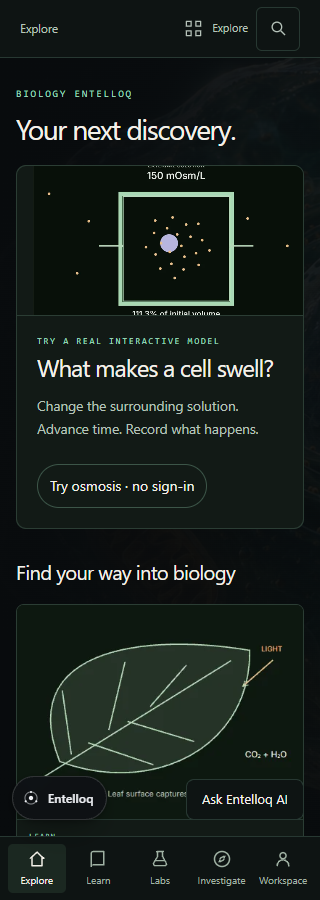 Explore
Explore
BIOLOGY ENTELLOQ
Your next discovery.
150 mOsm/L
111.3% of initial volume
TRY A REAL INTERACTIVE MODEL
What makes a cell swell?
Change the surrounding solution.
Advance time. Record what happens.
Try osmosis · no sign-in
Find your way into biology
LIGHT
CO₂ + H₂O
Leaf surface captures
Entelloq
Ask Entelloq AI
LEARN
Explore
Learn
Labs
Investigate
Workspace